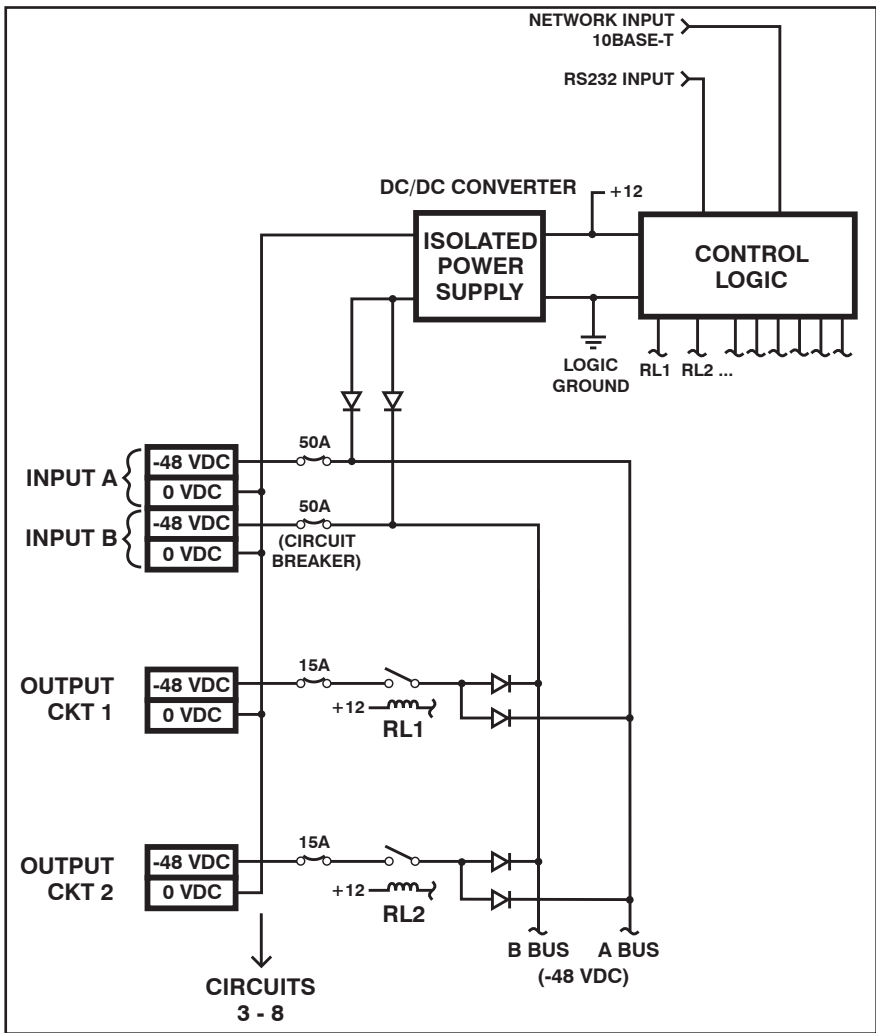 NETWORK INPUT
10BASE-T
RS232 INPUT
DC/DC CONVERTER
+12
ISOLATED
POWER
SUPPLY
CONTROL
LOGIC
LOGIC
GROUND
RL1
RL2 ...
50A
INPUT A
-48 VDC
0 VDC
50A
INPUT B
-48 VDC
0 VDC
(CIRCUIT
BREAKER)
15A
OUTPUT
CKT 1
-48 VDC
0 VDC
+12
RL1
15A
OUTPUT
CKT 2
-48 VDC
0 VDC
+12
RL2
B BUS
A BUS
(-48 VDC)
CIRCUITS
3 - 8